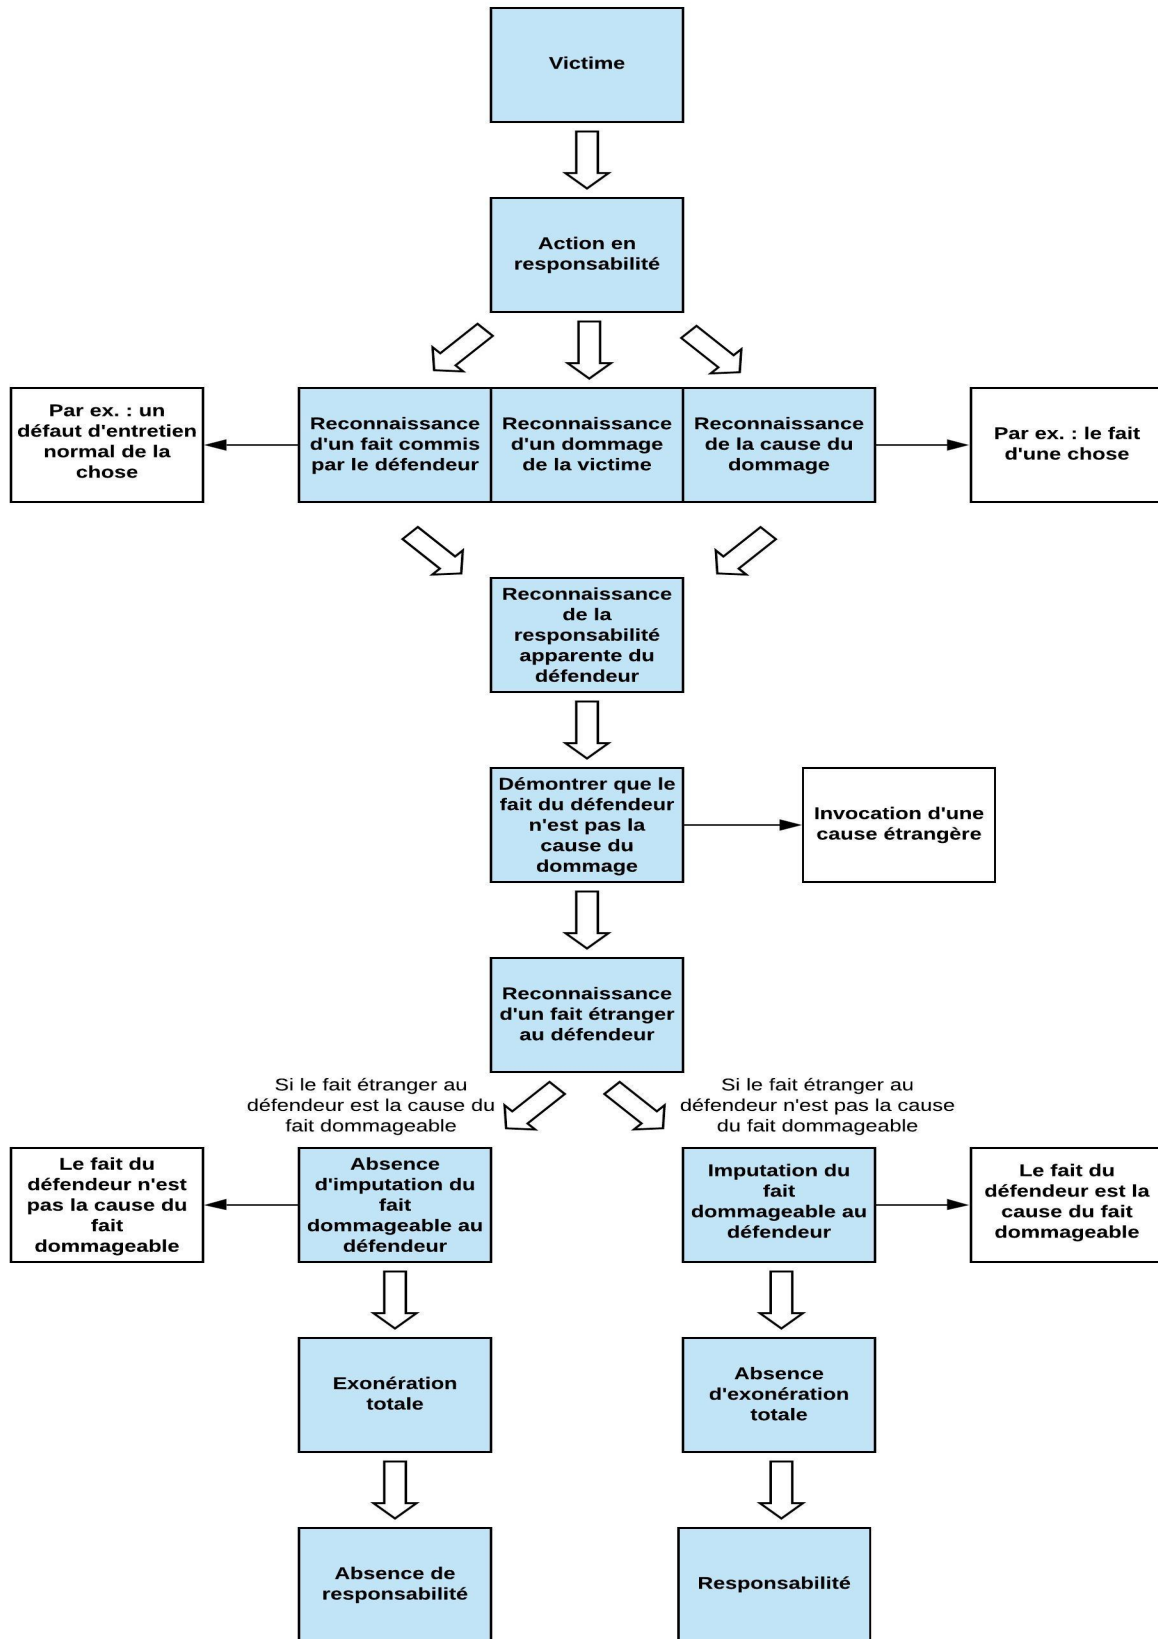 Victime
Action en
responsabilité
Par ex. : un
défaut d'entretien
normal de la
chose
Reconnaissance
d'un fait commis
par le défendeur
Reconnaissance
d'un dommage
de la victime
Reconnaissance
de la cause du
dommage
Par ex. : le fait
d'une chose
Reconnaissance
de la
responsabilité
apparente du
défendeur
Démontrer que le
fait du défendeur
n'est pas la
cause du
dommage
Invocation d'une
cause étrangère
Reconnaissance
d'un fait étranger
au défendeur
Si le fait étranger au
défendeur est la cause du
fait dommageable
Si le fait étranger au
défendeur n'est pas la cause
du fait dommageable
Le fait du
défendeur n'est
pas la cause du
fait
dommageable
Absence
d'imputation du
fait
dommageable au
défendeur
Imputation du
fait
dommageable au
défendeur
Le fait du
défendeur est la
cause du fait
dommageable
Exonération
totale
Absence
d'exonération
totale
Absence de
responsabilité
Responsabilité